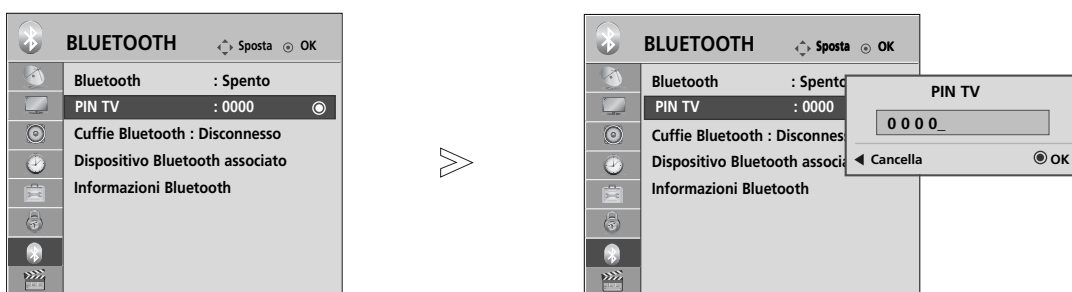 BLUETOOTH Sposta OK
Bluetooth : Spento
PIN TV : 0000
Cuffie Bluetooth : Disconnesso
Dispositivo Bluetooth associato
Informazioni Bluetooth
BLUETOOTH Sposta OK
Bluetooth : Spento
PIN TV : 0000
Cuffie Bluetooth : Disconnes
Dispositivo Bluetooth associa
Informazioni Bluetooth
PIN TV
0 0 0 0_
Cancella OK